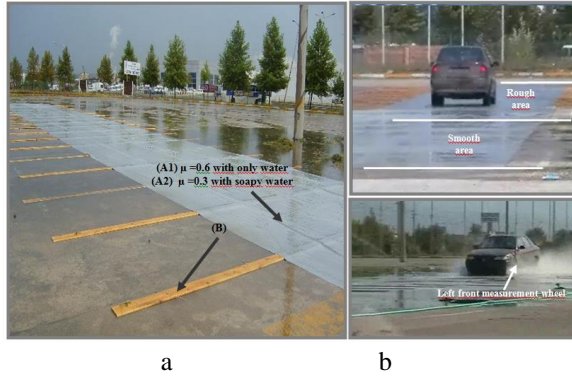 (A1) μ =0.6 with only water
(A2) μ =0.3 with soapy water
(B)
Rough
area
Smooth
area
Left front measurement wheel
a
b